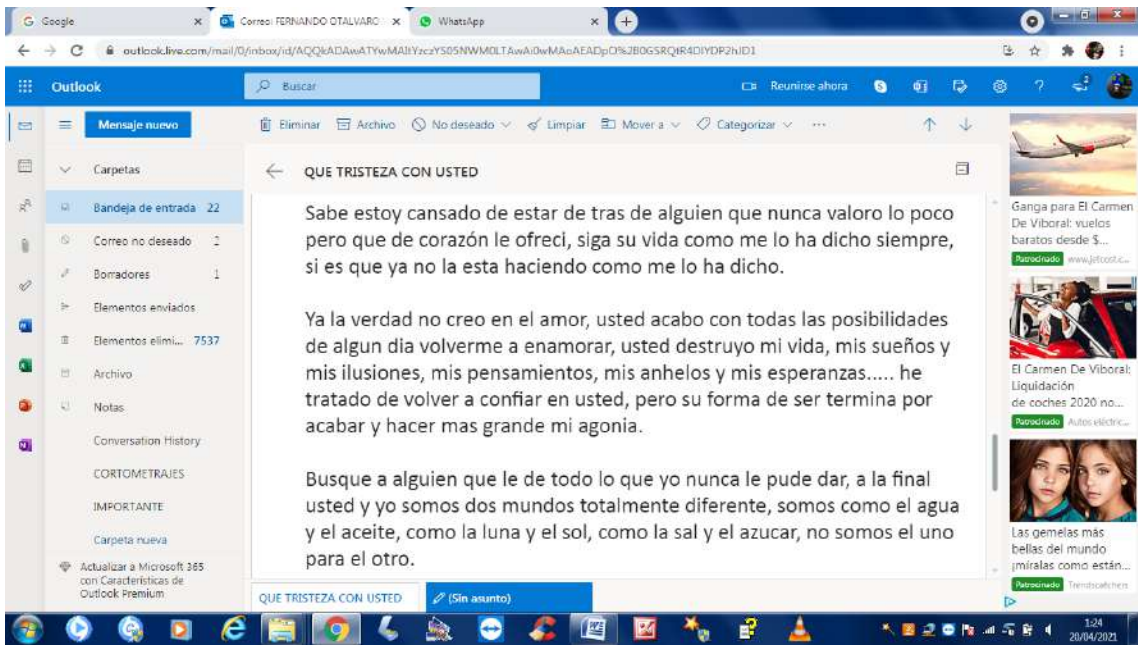 Google
Correo: FERNANDO OTALVARO
WhatsApp
Outlook
Buscar
Reunirse ahora
Mensaje nuevo
Eliminar
Archivo
No deseado
Limpiar
Mover a
Categorizar
Carpetas
Bandeja de entrada 22
Correo no deseado 2
Borradores 1
Elementos enviados
Elementos elimi... 7537
Archivo
Notas
Conversation History
CORTOMETRAJES
IMPORTANTE
Carpeta nueva
Actualizar a Microsoft 365
con Características de
Outlook Premium
QUE TRISTEZA CON USTED
Sabe estoy cansado de estar de tras de alguien que nunca valoro lo poco
pero que de corazón le ofreci, siga su vida como me lo ha dicho siempre,
si es que ya no la esta haciendo como me lo ha dicho.
Ya la verdad no creo en el amor, usted acabo con todas las posibilidades
de algun dia volverme a enamorar, usted destruyo mi vida, mis sueños y
mis ilusiones, mis pensamientos, mis anhelos y mis esperanzas..... he
tratado de volver a confiar en usted, pero su forma de ser termina por
acabar y hacer mas grande mi agonia.
Busque a alguien que le de todo lo que yo nunca le pude dar, a la final
usted y yo somos dos mundos totalmente diferente, somos como el agua
y el aceite, como la luna y el sol, como la sal y el azucar, no somos el uno
para el otro.
QUE TRISTEZA CON USTED
(Sin asunto)
Ganga para El Carmen
De Viboral: vuelos
baratos desde $...
Patrocinado www.jetcost.c...
El Carmen De Viboral:
Liquidación
de coches 2020 no...
Patrocinado Autos eléctric...
Las gemelas más
bellas del mundo
¡míralas como están...
Patrocinado Trendscatchers
1:24
20/04/2021